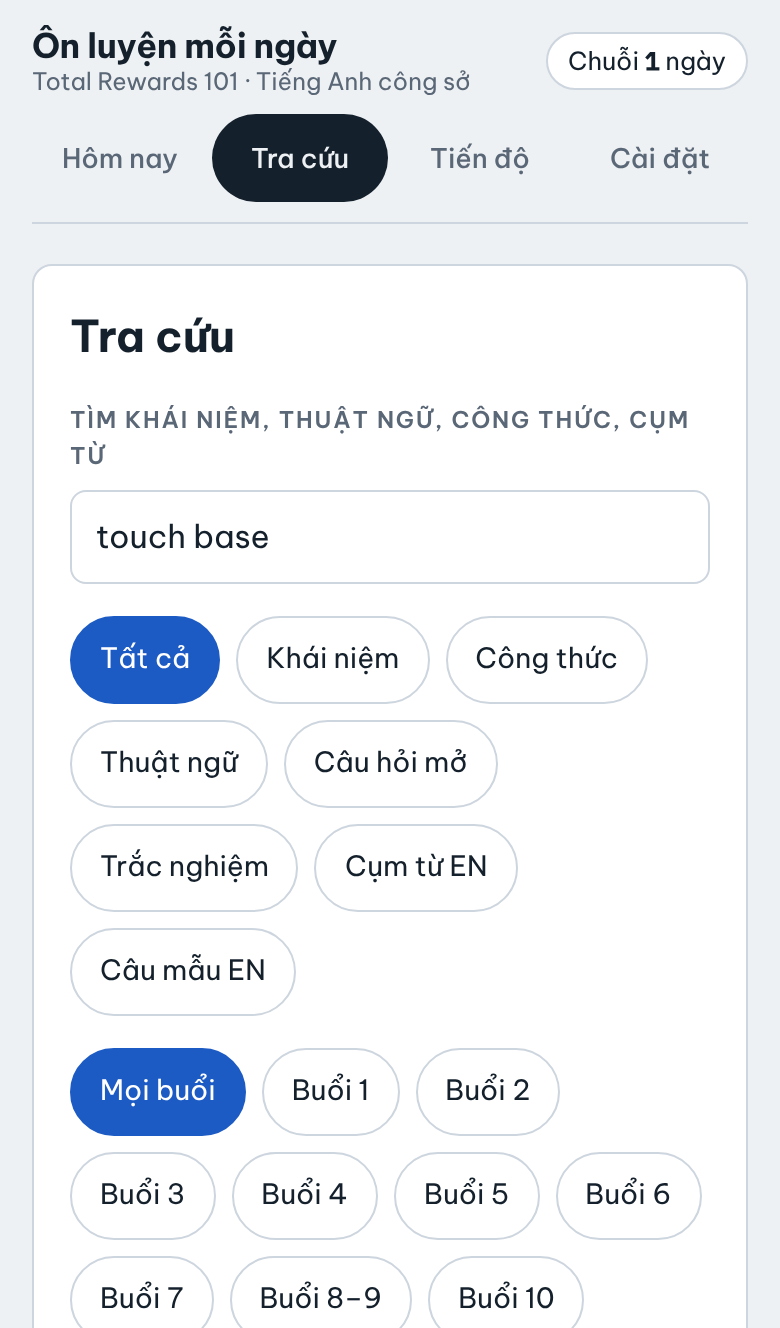 Ôn luyện mỗi ngày
Total Rewards 101 · Tiếng Anh công sở
Chuỗi 1 ngày
Hôm nay
Tra cứu
Tiến độ
Cài đặt
Tra cứu
TÌM KHÁI NIỆM, THUẬT NGỮ, CÔNG THỨC, CỤM
TỪ
touch base
Tất cả
Khái niệm
Công thức
Thuật ngữ
Câu hỏi mở
Trắc nghiệm
Cụm từ EN
Câu mẫu EN
Mọi buổi
Buổi 1
Buổi 2
Buổi 3
Buổi 4
Buổi 5
Buổi 6
Buổi 7
Buổi 8–9
Buổi 10